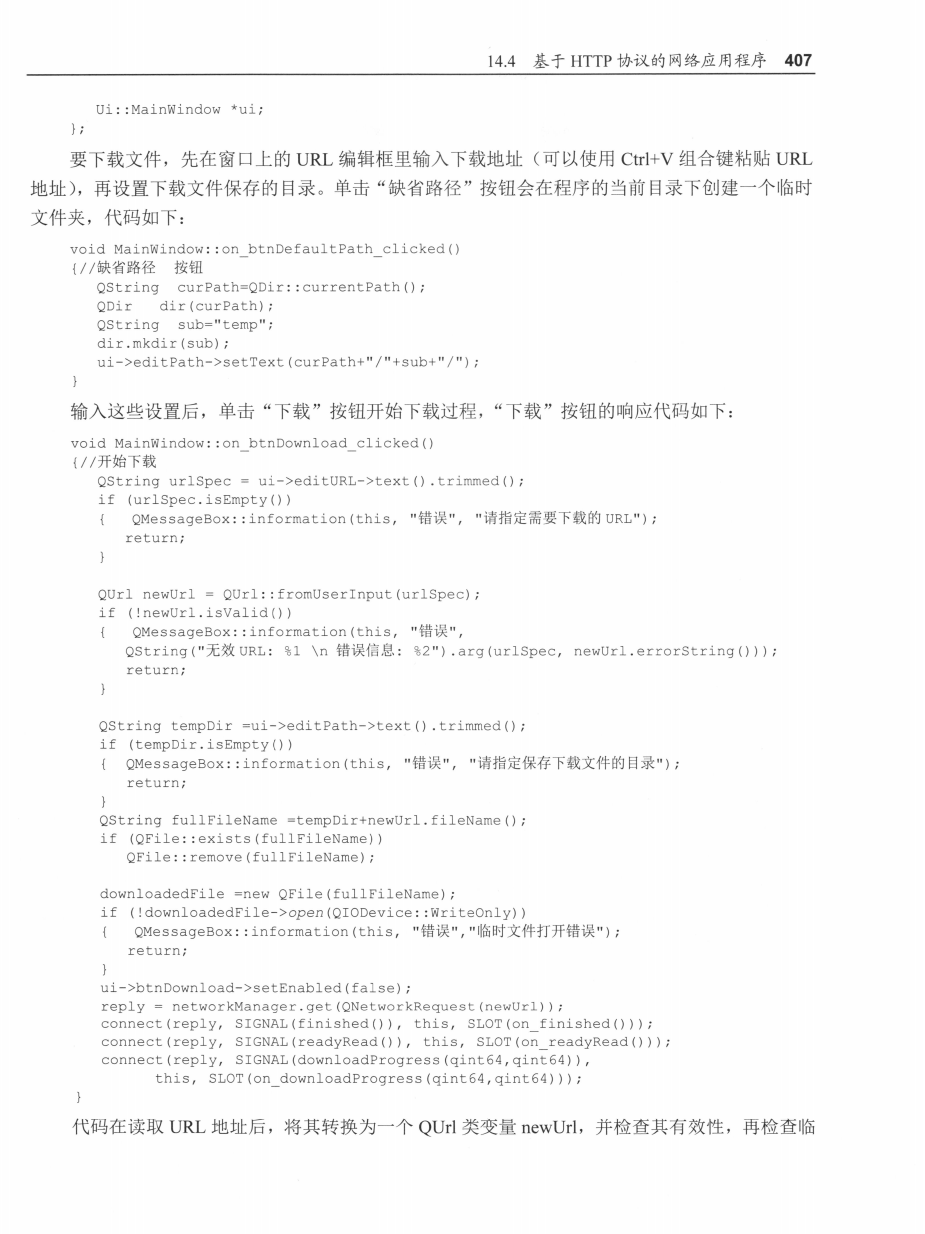 14.4 基于 HTTP 协议的网络应用程序 407
Ui::MainWindow *ui;
};
要下载文件，先在窗口上的 URL 编辑框里输入下载地址（可以使用 Ctrl+V 组合键粘贴 URL
地址），再设置下载文件保存的目录。单击“缺省路径”按钮会在程序的当前目录下创建一个临时
文件夹，代码如下：
void MainWindow::on_btnDefaultPath_clicked()
{//缺省路径  按钮
   QString  curPath=QDir::currentPath();
   QDir   dir(curPath);
   QString  sub="temp";
   dir.mkdir(sub);
   ui->editPath->setText(curPath+"/"+sub+"/");
}
输入这些设置后，单击“下载”按钮开始下载过程，“下载”按钮的响应代码如下：
void MainWindow::on_btnDownload_clicked()
{//开始下载
   QString urlSpec = ui->editURL->text().trimmed();
   if (urlSpec.isEmpty())
   {   QMessageBox::information(this, "错误", "请指定需要下载的 URL");
      return;
   }
   QUrl newUrl = QUrl::fromUserInput(urlSpec);
   if (!newUrl.isValid())
   {   QMessageBox::information(this, "错误",
      QString("无效 URL: %1 \n 错误信息: %2").arg(urlSpec, newUrl.errorString()));
      return;
   }
   QString tempDir =ui->editPath->text().trimmed();
   if (tempDir.isEmpty())
   {  QMessageBox::information(this, "错误", "请指定保存下载文件的目录");
      return;
   }
   QString fullFileName =tempDir+newUrl.fileName();
   if (QFile::exists(fullFileName))
      QFile::remove(fullFileName);
   downloadedFile =new QFile(fullFileName);
   if (!downloadedFile->open(QIODevice::WriteOnly))
   {   QMessageBox::information(this, "错误","临时文件打开错误");
      return;
   }
   ui->btnDownload->setEnabled(false);
   reply = networkManager.get(QNetworkRequest(newUrl));
   connect(reply, SIGNAL(finished()), this, SLOT(on_finished()));
   connect(reply, SIGNAL(readyRead()), this, SLOT(on_readyRead()));
   connect(reply, SIGNAL(downloadProgress(qint64,qint64)),
         this, SLOT(on_downloadProgress(qint64,qint64)));
}
代码在读取 URL 地址后，将其转换为一个 QUrl 类变量 newUrl，并检查其有效性，再检查临